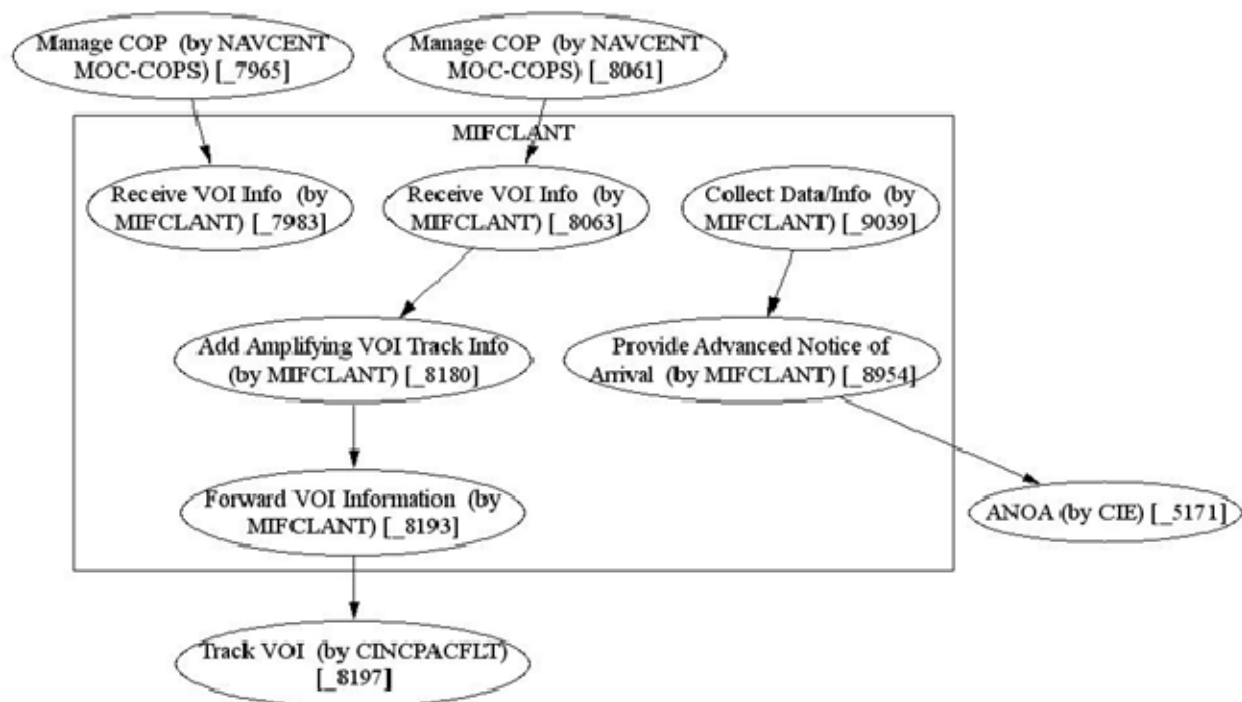 Manage COP (by NAVCENT
MOC-COPS) [_7965]
Manage COP (by NAVCENT
MOC-COPS) [_8061]
MIFCLANT
Receive VOI Info (by
MIFCLANT) [_7983]
Receive VOI Info (by
MIFCLANT) [_8063]
Collect Data/Info (by
MIFCLANT) [_9039]
Add Amplifying VOI Track Info
(by MIFCLANT) [_8180]
Provide Advanced Notice of
Arrival (by MIFCLANT) [_8954]
Forward VOI Information (by
MIFCLANT) [_8193]
ANOA (by CIE) [_5171]
Track VOI (by CINCPACFLT)
[_8197]